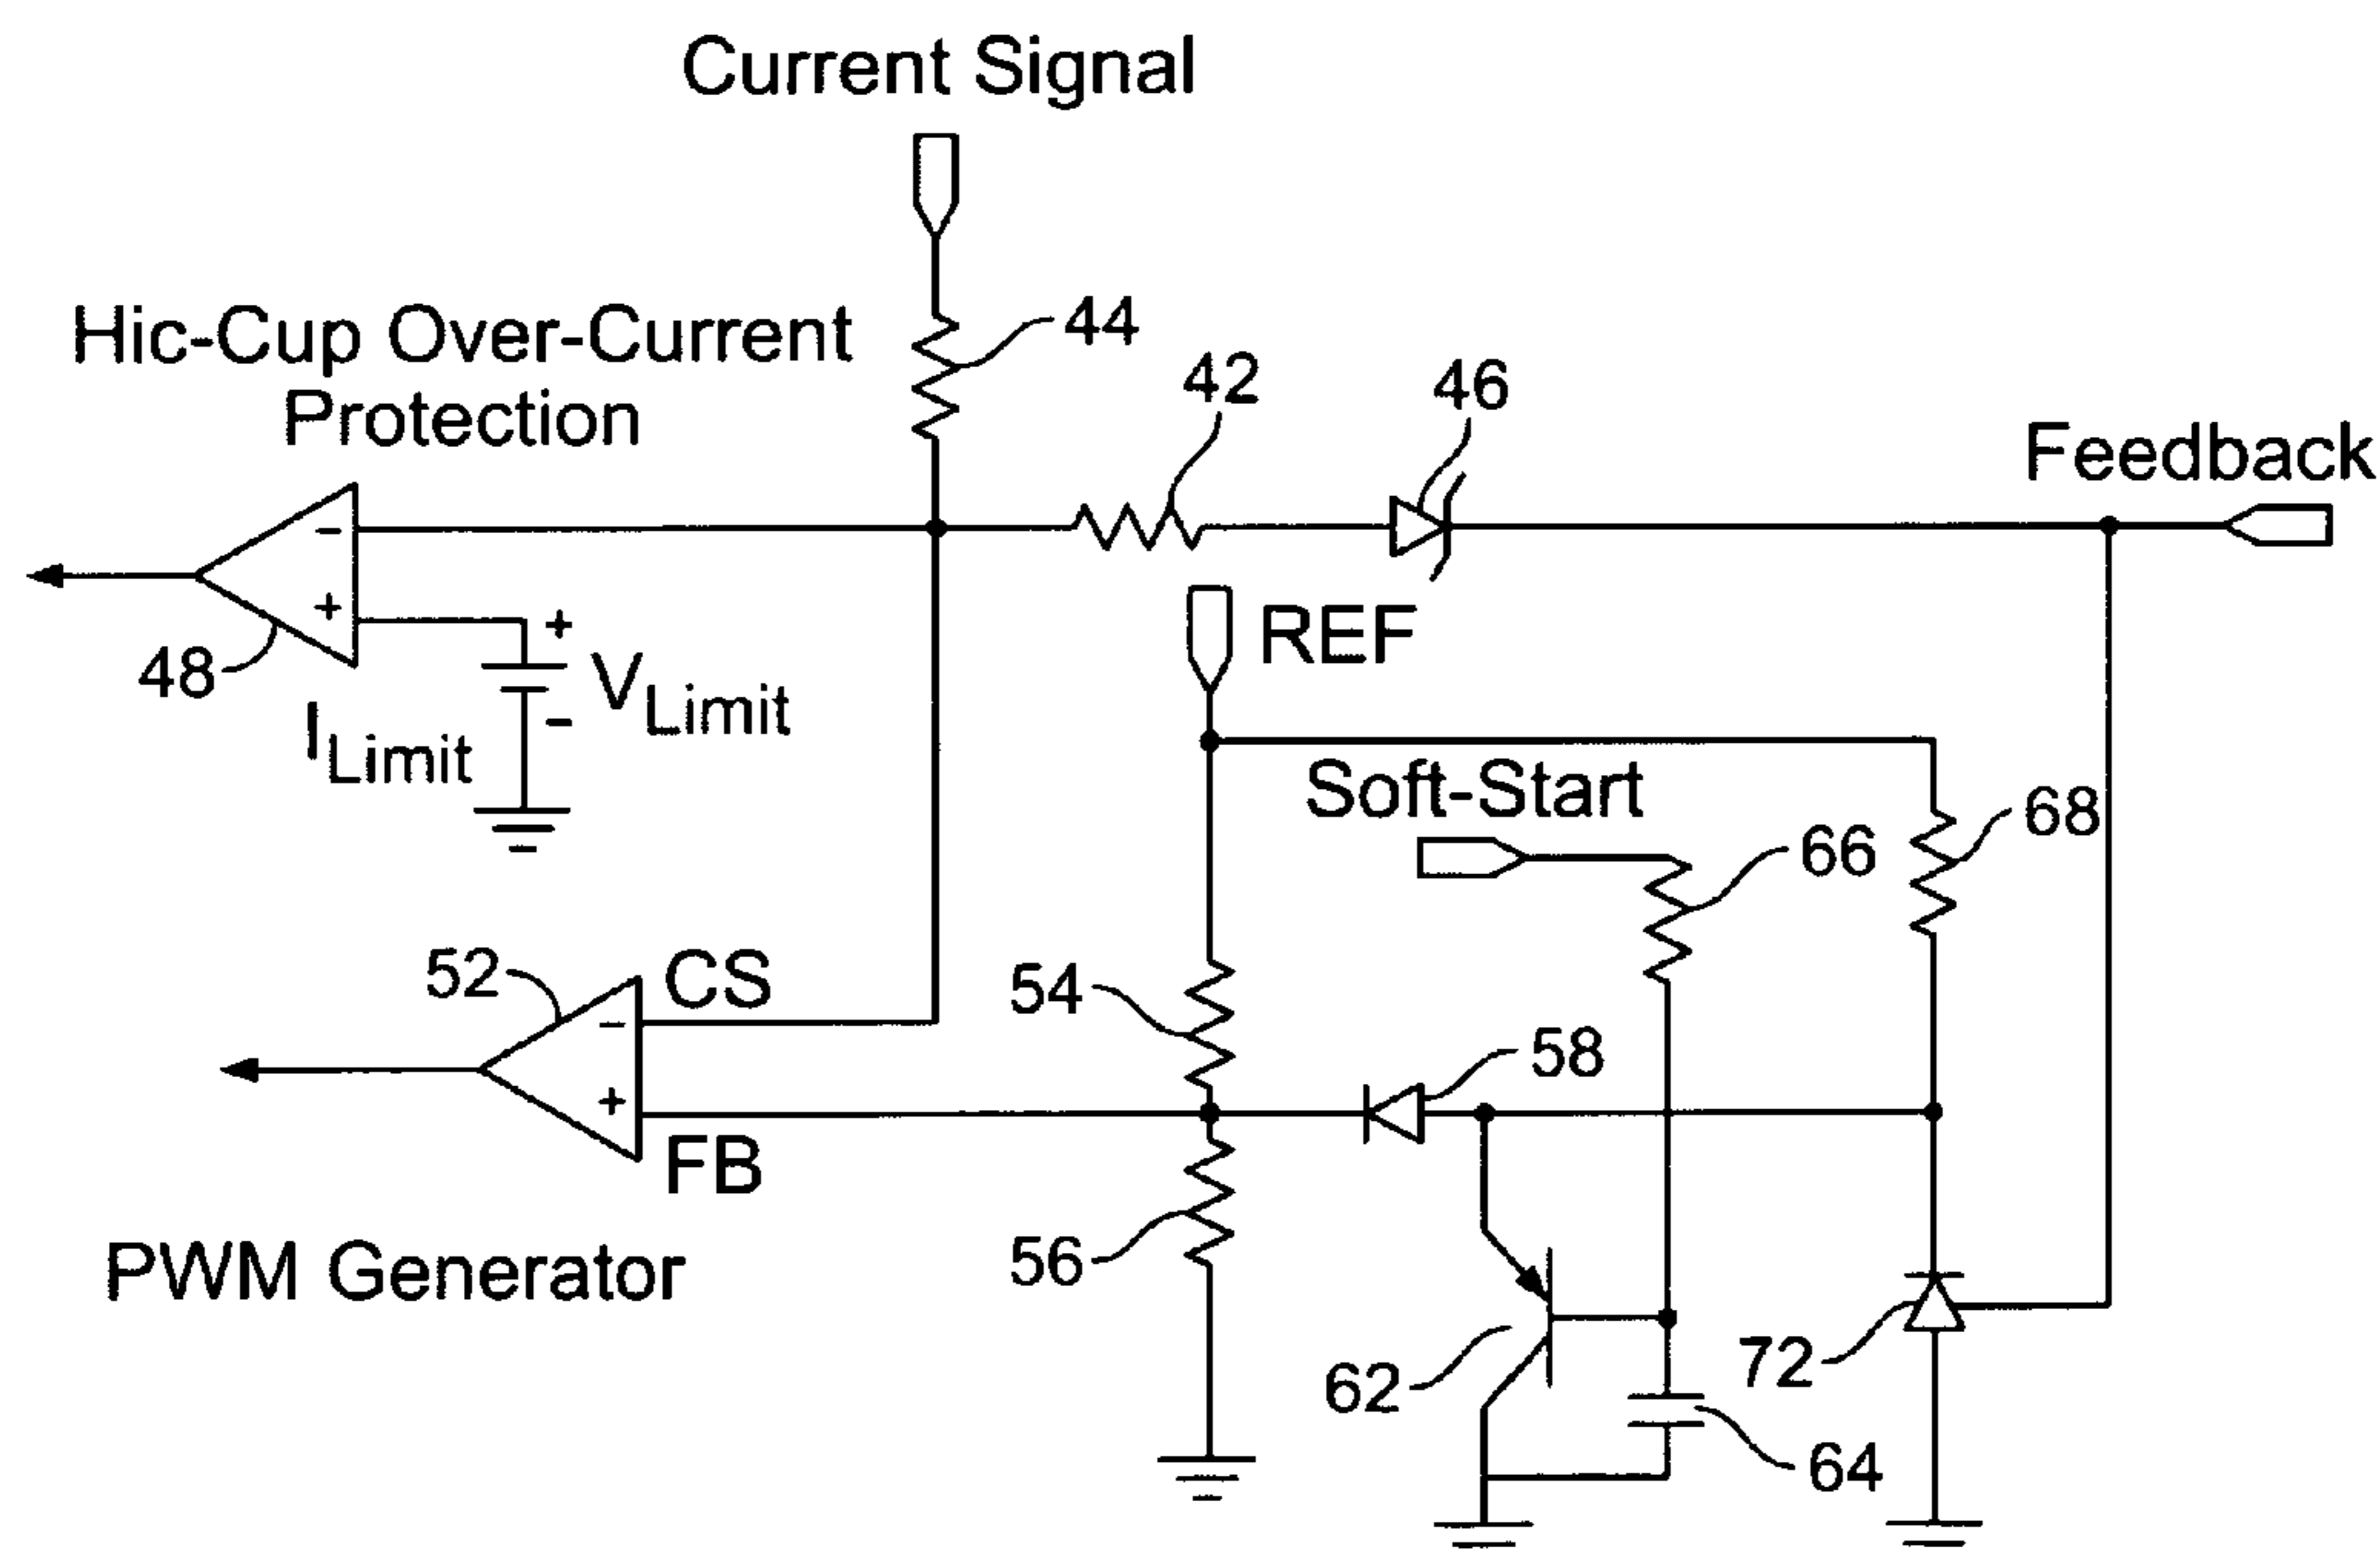 Current Signal
Hic-Cup Over-Current
Protection
44
42
46
Feedback
-
+
48
+
VLimit
-
ILimit
REF
Soft-Start
68
66
52
CS
-
+
FB
54
58
56
PWM Generator
62
72
64